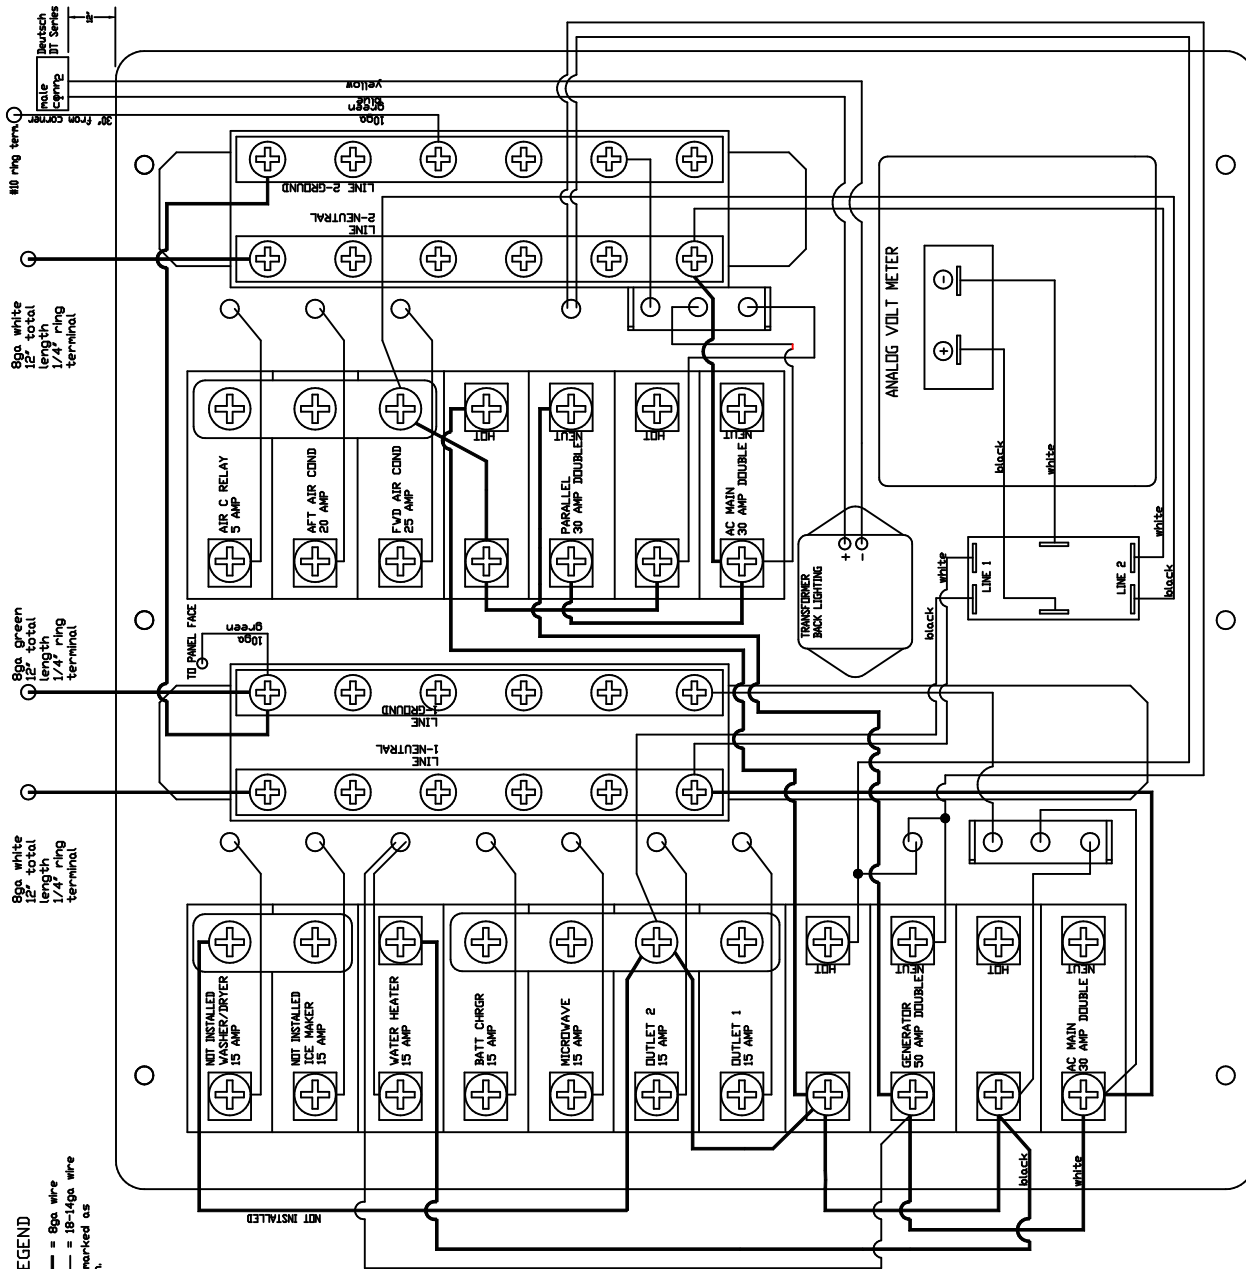 Deutsch
DT Series
12"
male
conn2
1
#10 ring term.
30" from corner
yellow
blue
green
10ga
LINE 2-GROUND
LINE
2-NEUTRAL
8ga white
12" total
length
1/4" ring
terminal
ANALOG VOLT METER
-
+
black
white
HOT
NEUT
HOT
NEUT
AIR C RELAY
5 AMP
AFT AIR COND
20 AMP
FWD AIR COND
25 AMP
PARALLEL
30 AMP DOUBLE
AC MAIN
30 AMP DOUBLE
TRANSFORMER
BACK LIGHTING
+
-
white
black
LINE 1
LINE 2
white
black
8ga green
12" total
length
1/4" ring
terminal
TO PANEL FACE
green
10ga
LINE
1-GROUND
LINE
1-NEUTRAL
8ga white
12" total
length
1/4" ring
terminal
HOT
NEUT
HOT
NEUT
NOT INSTALLED
WASHER/DRYER
15 AMP
NOT INSTALLED
ICE MAKER
15 AMP
WATER HEATER
15 AMP
BATT CHRGR
15 AMP
MICROWAVE
15 AMP
OUTLET 2
15 AMP
OUTLET 1
15 AMP
GENERATOR
50 AMP DOUBLE
AC MAIN
30 AMP DOUBLE
black
white
NOT INSTALLED
EGEND
= 8ga wire
= 18-14ga wire
marked as